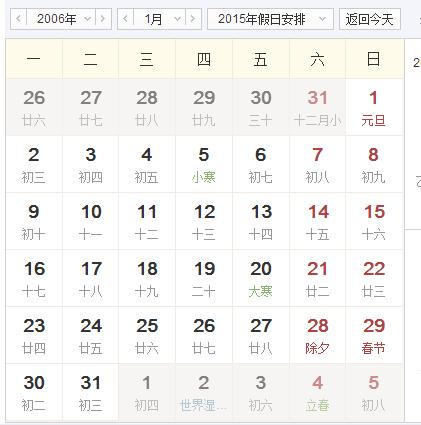 2006年 1月 2015年假日安排 返回今天
一 二 三 四 五 六 日
26 27 28 29 30 31 1
廿六 廿七 廿八 廿九 三十 十二月小 元旦
2 3 4 5 6 7 8
初三 初四 初五 小寒 初七 初八 初九
9 10 11 12 13 14 15
初十 十一 十二 十三 十四 十五 十六
16 17 18 19 20 21 22
十七 十八 十九 二十 大寒 廿二 廿三
23 24 25 26 27 28 29
廿四 廿五 廿六 廿七 廿八 除夕 春节
30 31 1 2 3 4 5
初二 初三 初四 世界湿... 初六 立春 初八